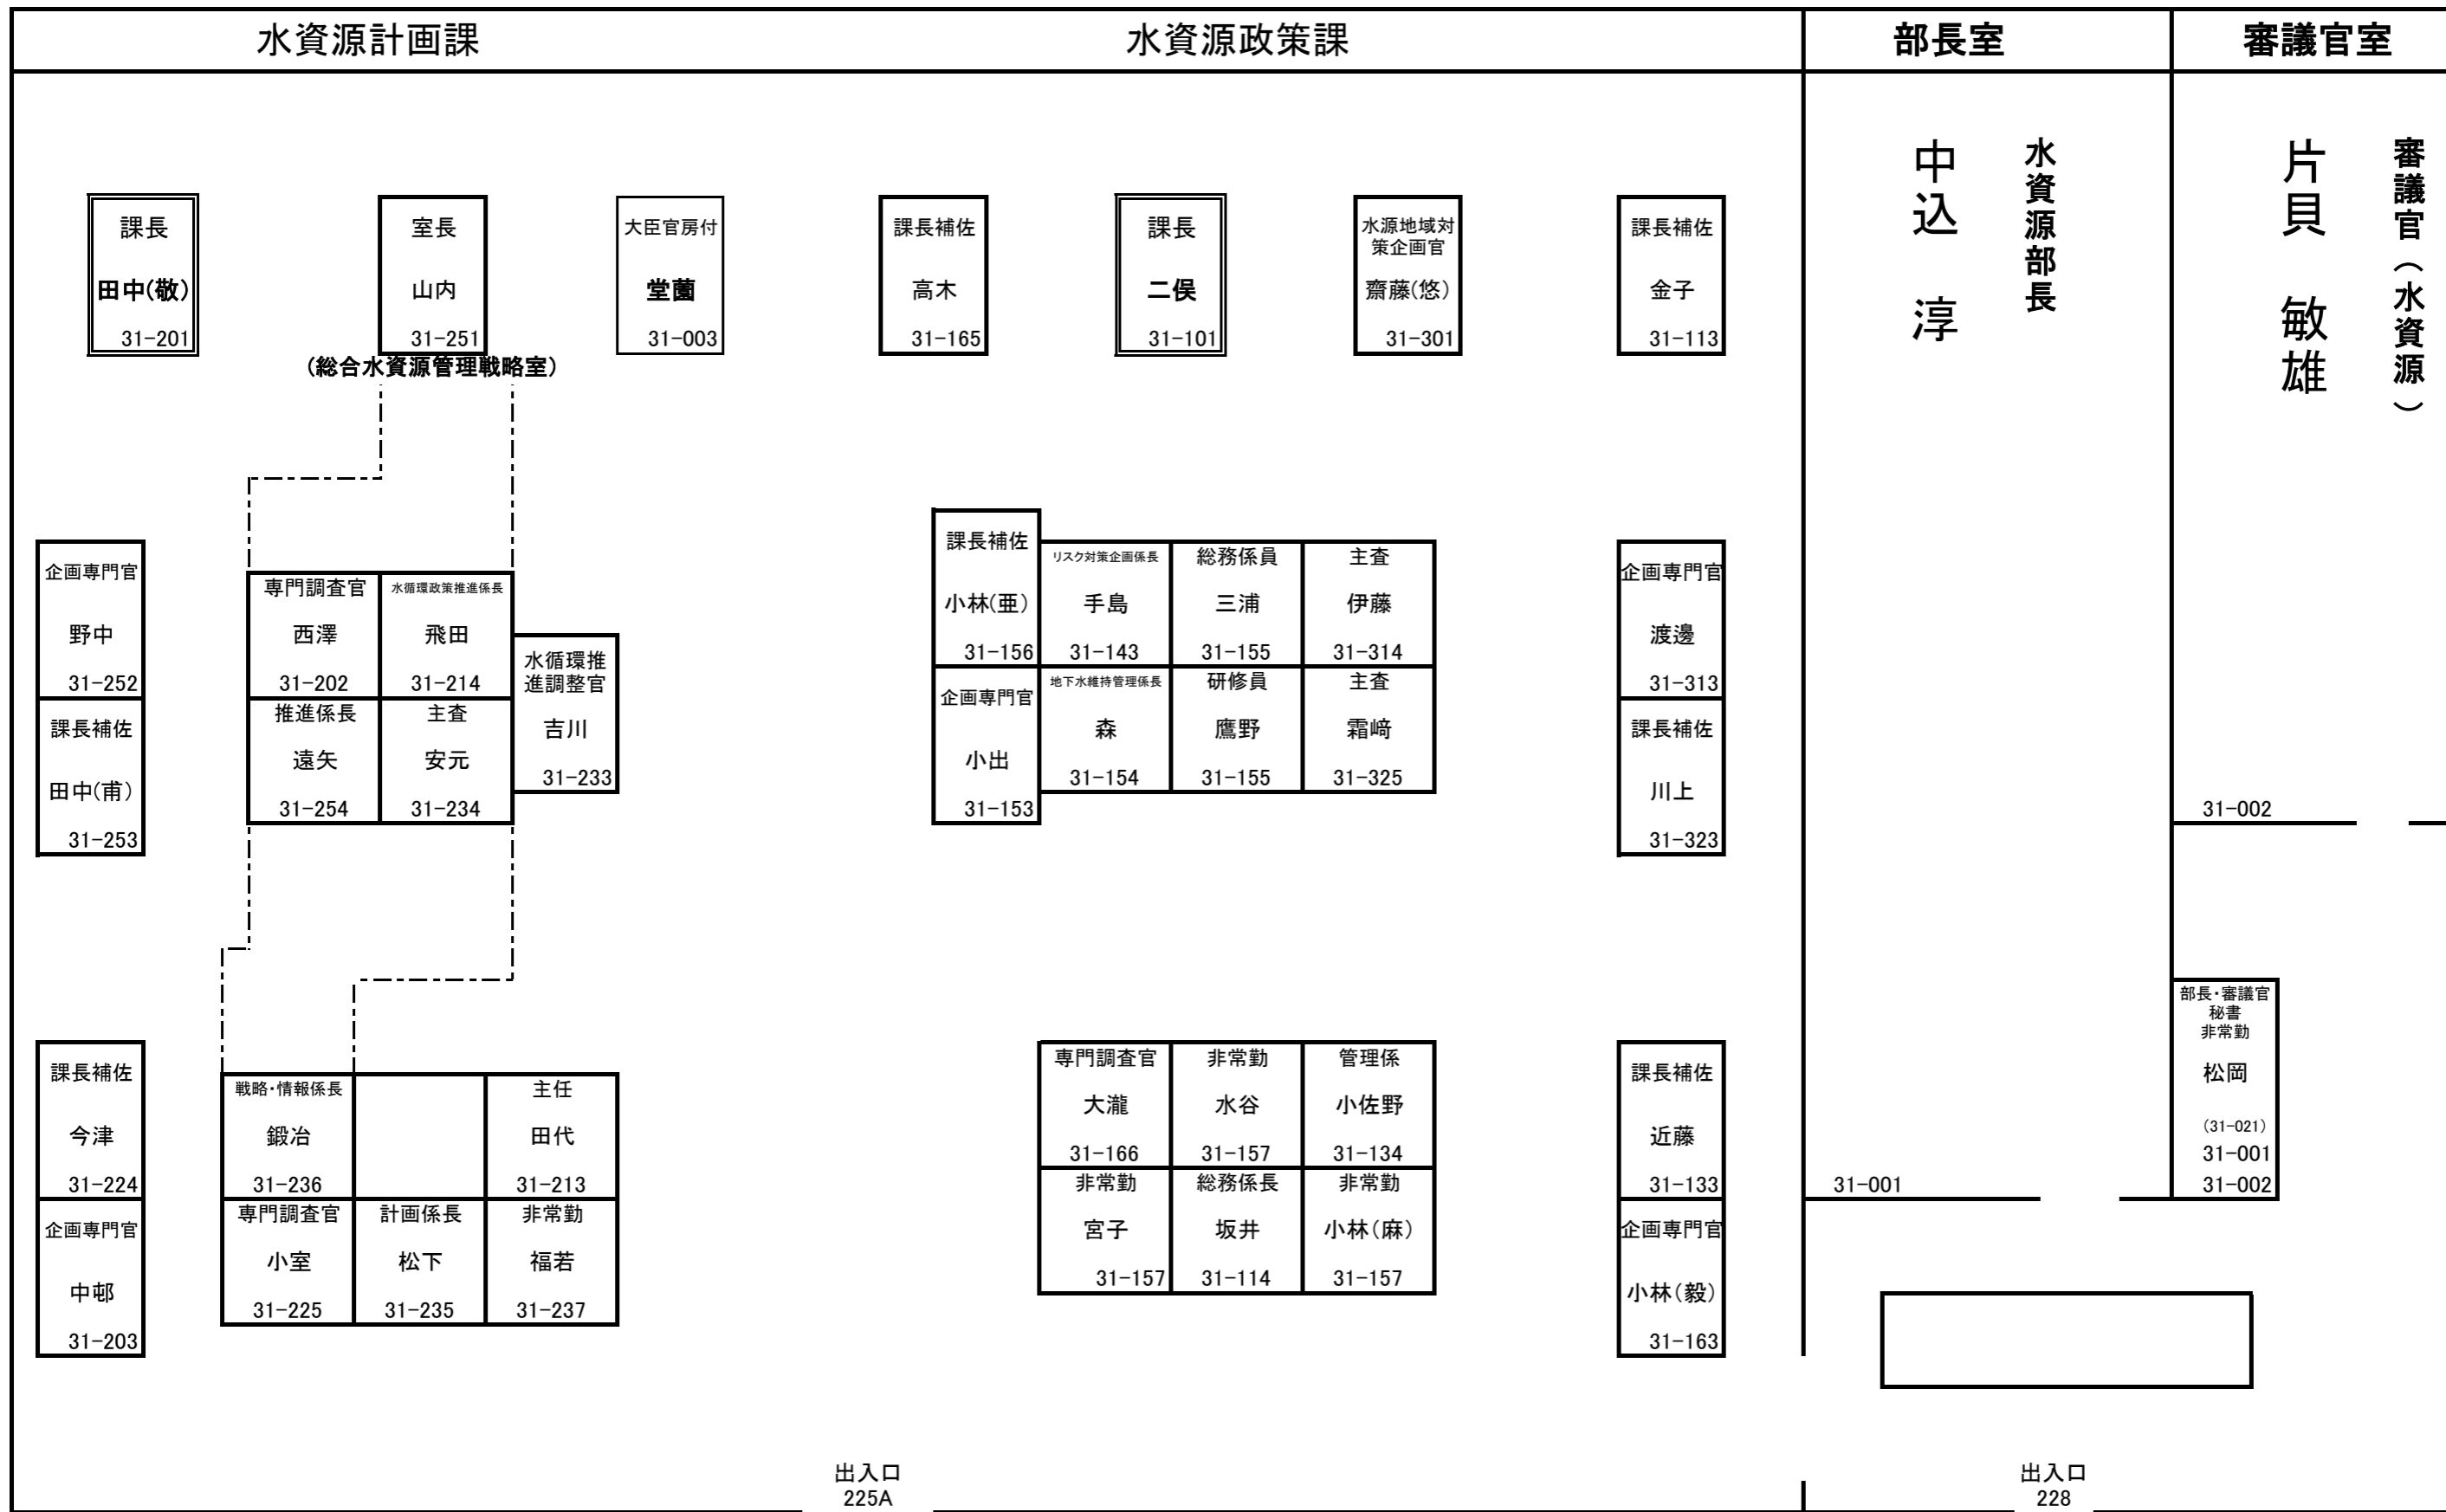 水資源計画課
水資源政策課
部長室
審議官室
課長
田中(敬)
31-201
室長
山内
31-251
(総合水資源管理戦略室)
大臣官房付
堂薗
31-003
課長補佐
高木
31-165
課長
二俣
31-101
水源地域対
策企画官
齋藤(悠)
31-301
課長補佐
金子
31-113
水資源部長
中込 淳
審議官(水資源)
片貝 敏雄
企画専門官
野中
31-252
課長補佐
田中(甫)
31-253
専門調査官
西澤
31-202
水循環政策推進係長
飛田
31-214
推進係長
遠矢
31-254
主査
安元
31-234
水循環推
進調整官
吉川
31-233
課長補佐
小林(亜)
31-156
リスク対策企画係長
手島
31-143
総務係員
三浦
31-155
主査
伊藤
31-314
企画専門官
小出
31-153
地下水維持管理係長
森
31-154
研修員
鷹野
31-155
主査
霜﨑
31-325
企画専門官
渡邊
31-313
課長補佐
川上
31-323
31-002
課長補佐
今津
31-224
企画専門官
中邨
31-203
戦略・情報係長
鍛冶
31-236
主任
田代
31-213
専門調査官
小室
31-225
計画係長
松下
31-235
非常勤
福若
31-237
専門調査官
大瀧
31-166
非常勤
水谷
31-157
管理係
小佐野
31-134
非常勤
宮子
31-157
総務係長
坂井
31-114
非常勤
小林(麻)
31-157
課長補佐
近藤
31-133
企画専門官
小林(毅)
31-163
31-001
部長・審議官
秘書
非常勤
松岡
(31-021)
31-001
31-002
出入口
225A
出入口
228